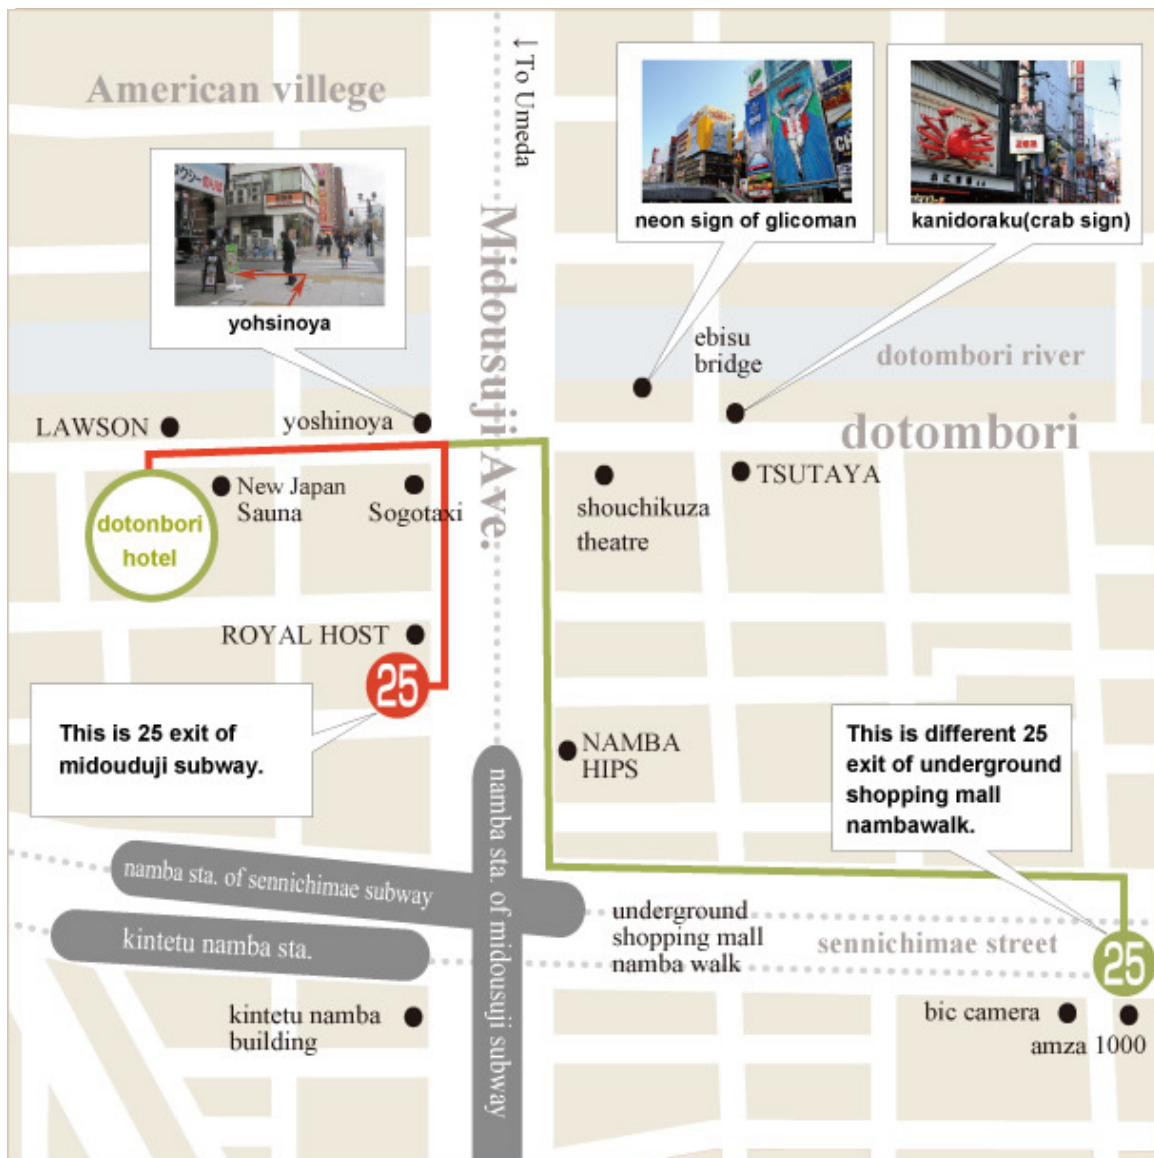 American villege
↓ To Umeda
neon sign of glicoman
kanidoraku(crab sign)
yohsinoya
Midousuji Ave.
ebisu
bridge
dotombori river
LAWSON
yoshinoya
dotombori
New Japan
Sauna
Sogotaxi
shouchikuza
theatre
TSUTAYA
dotonbori
hotel
ROYAL HOST
25
This is 25 exit of
midouduji subway.
NAMBA
HIPS
This is different 25
exit of underground
shopping mall
nambawalk.
namba sta. of sennichimae subway
namba sta. of midousuji subway
kintetu namba sta.
underground
shopping mall
namba walk
sennichimae street
25
kintetu namba
building
bic camera
amza 1000